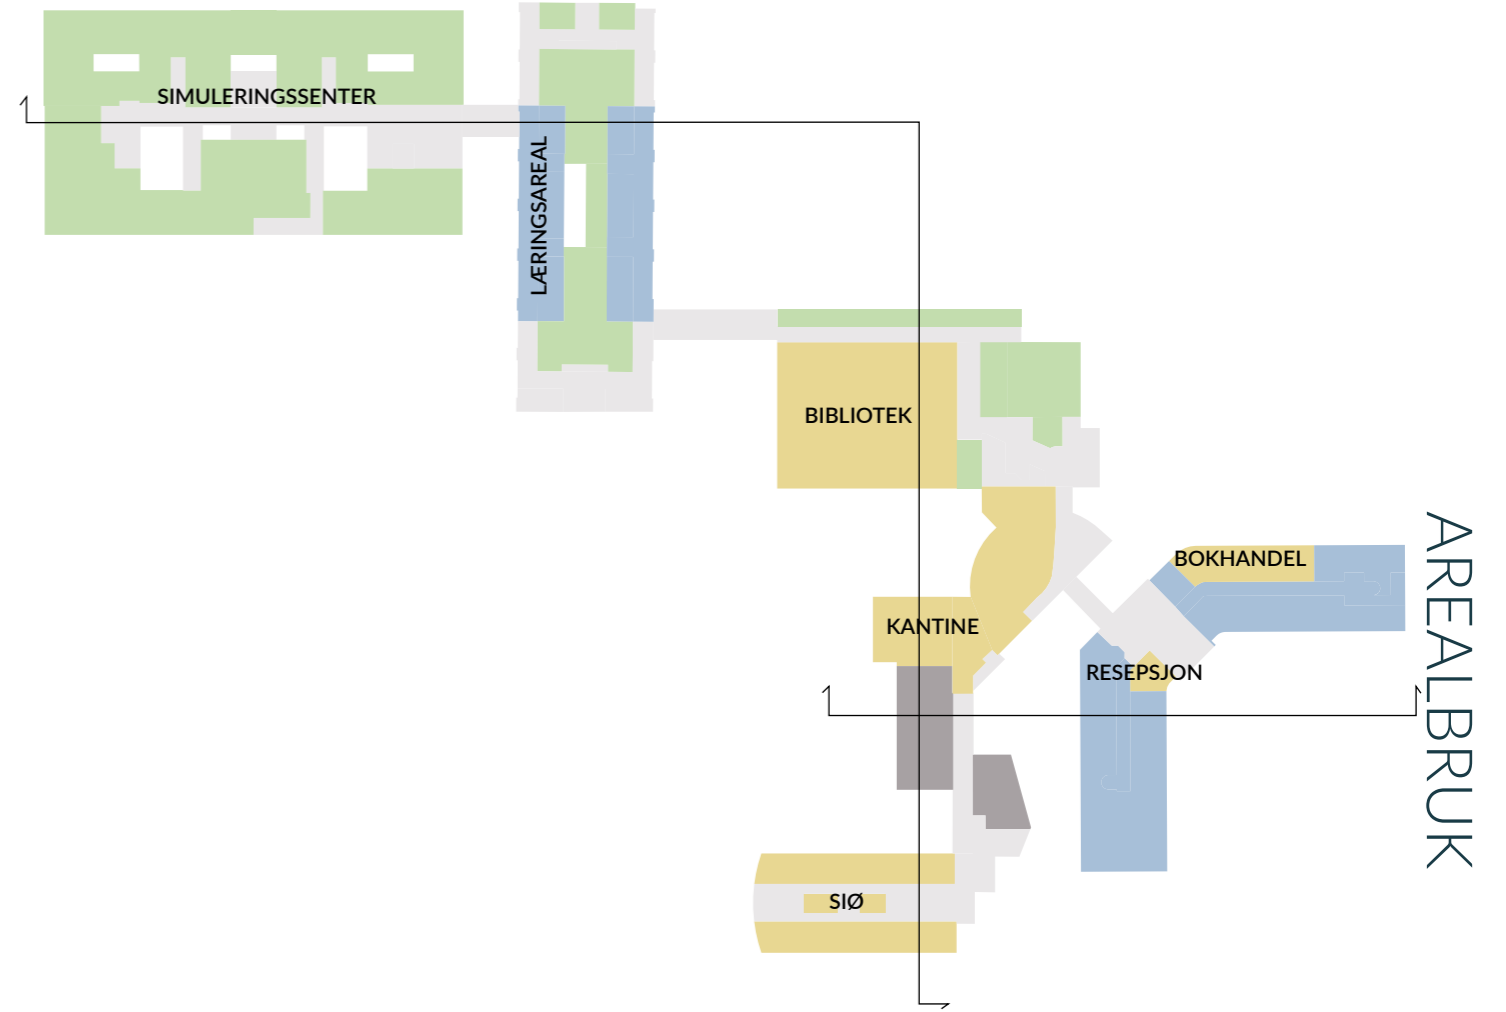 SIMULERINGSSENTER
LÆRINGSAREAL
BIBLIOTEK
BOKHANDEL
KANTINE
RESEPSJON
SIØ
AREALBRUK